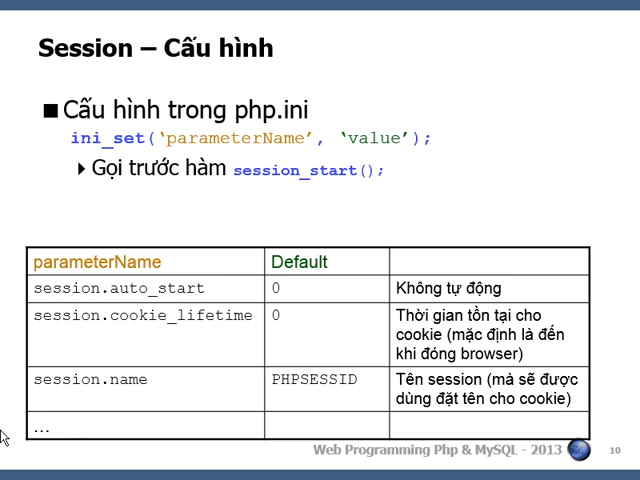 Session – Cấu hình
Cấu hình trong php.ini
ini_set(‘parameterName’, ‘value’);
Gọi trước hàm session_start();
parameterName Default
session.auto_start 0 Không tự động
session.cookie_lifetime 0 Thời gian tồn tại cho
cookie (mặc định là đến
khi đóng browser)
session.name PHPSESSID Tên session (mà sẽ được
dùng đặt tên cho cookie)
…
Web Programming Php & MySQL - 2013 10